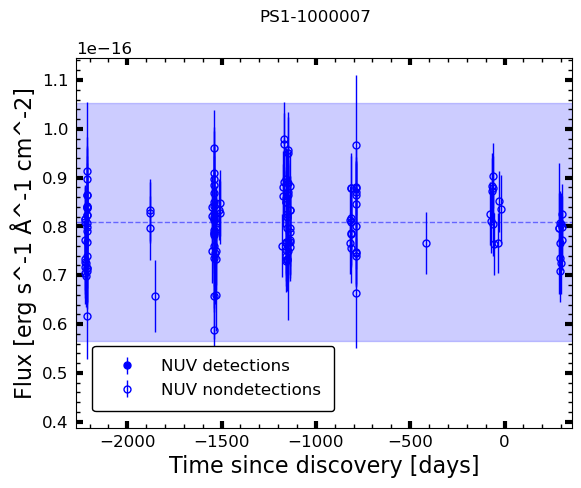 PS1-1000007
1e−16
1.1
1.0
0.9
0.8
0.7
0.6
0.5
0.4
Flux [erg s^-1 Å^-1 cm^-2]
NUV detections
NUV nondetections
−2000 −1500 −1000 −500 0
Time since discovery [days]